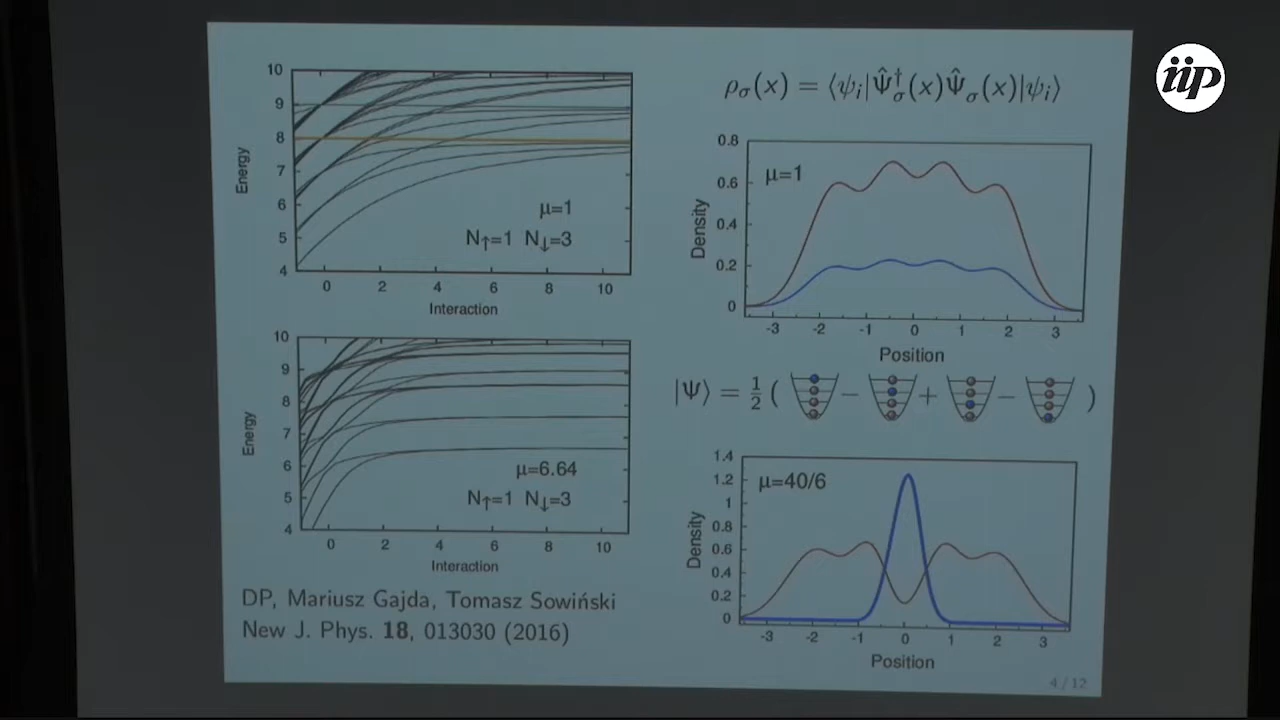 iip
10
9
8
7
6
5
4
Energy
μ=1
N↑=1 N↓=3
0 2 4 6 8 10
Interaction
10
9
8
7
6
5
4
Energy
μ=6.64
N↑=1 N↓=3
0 2 4 6 8 10
Interaction
DP, Mariusz Gajda, Tomasz Sowiński
New J. Phys. 18, 013030 (2016)
ρσ(x) = ⟨ψi|Ψ̂†σ(x)Ψ̂σ(x)|ψi⟩
0.8
0.6
0.4
0.2
0
Density
μ=1
-3 -2 -1 0 1 2 3
Position
|Ψ⟩ = 1/2 ( − + − )
1.4
1.2
1
0.8
0.6
0.4
0.2
0
Density
μ=40/6
-3 -2 -1 0 1 2 3
Position
4 / 12